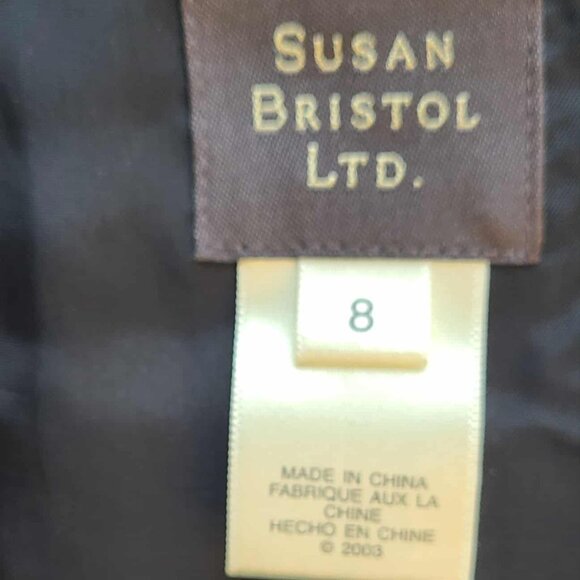 SUSAN
BRISTOL
LTD.
8
MADE IN CHINA
FABRIQUE AUX LA
CHINE
HECHO EN CHINE
© 2003